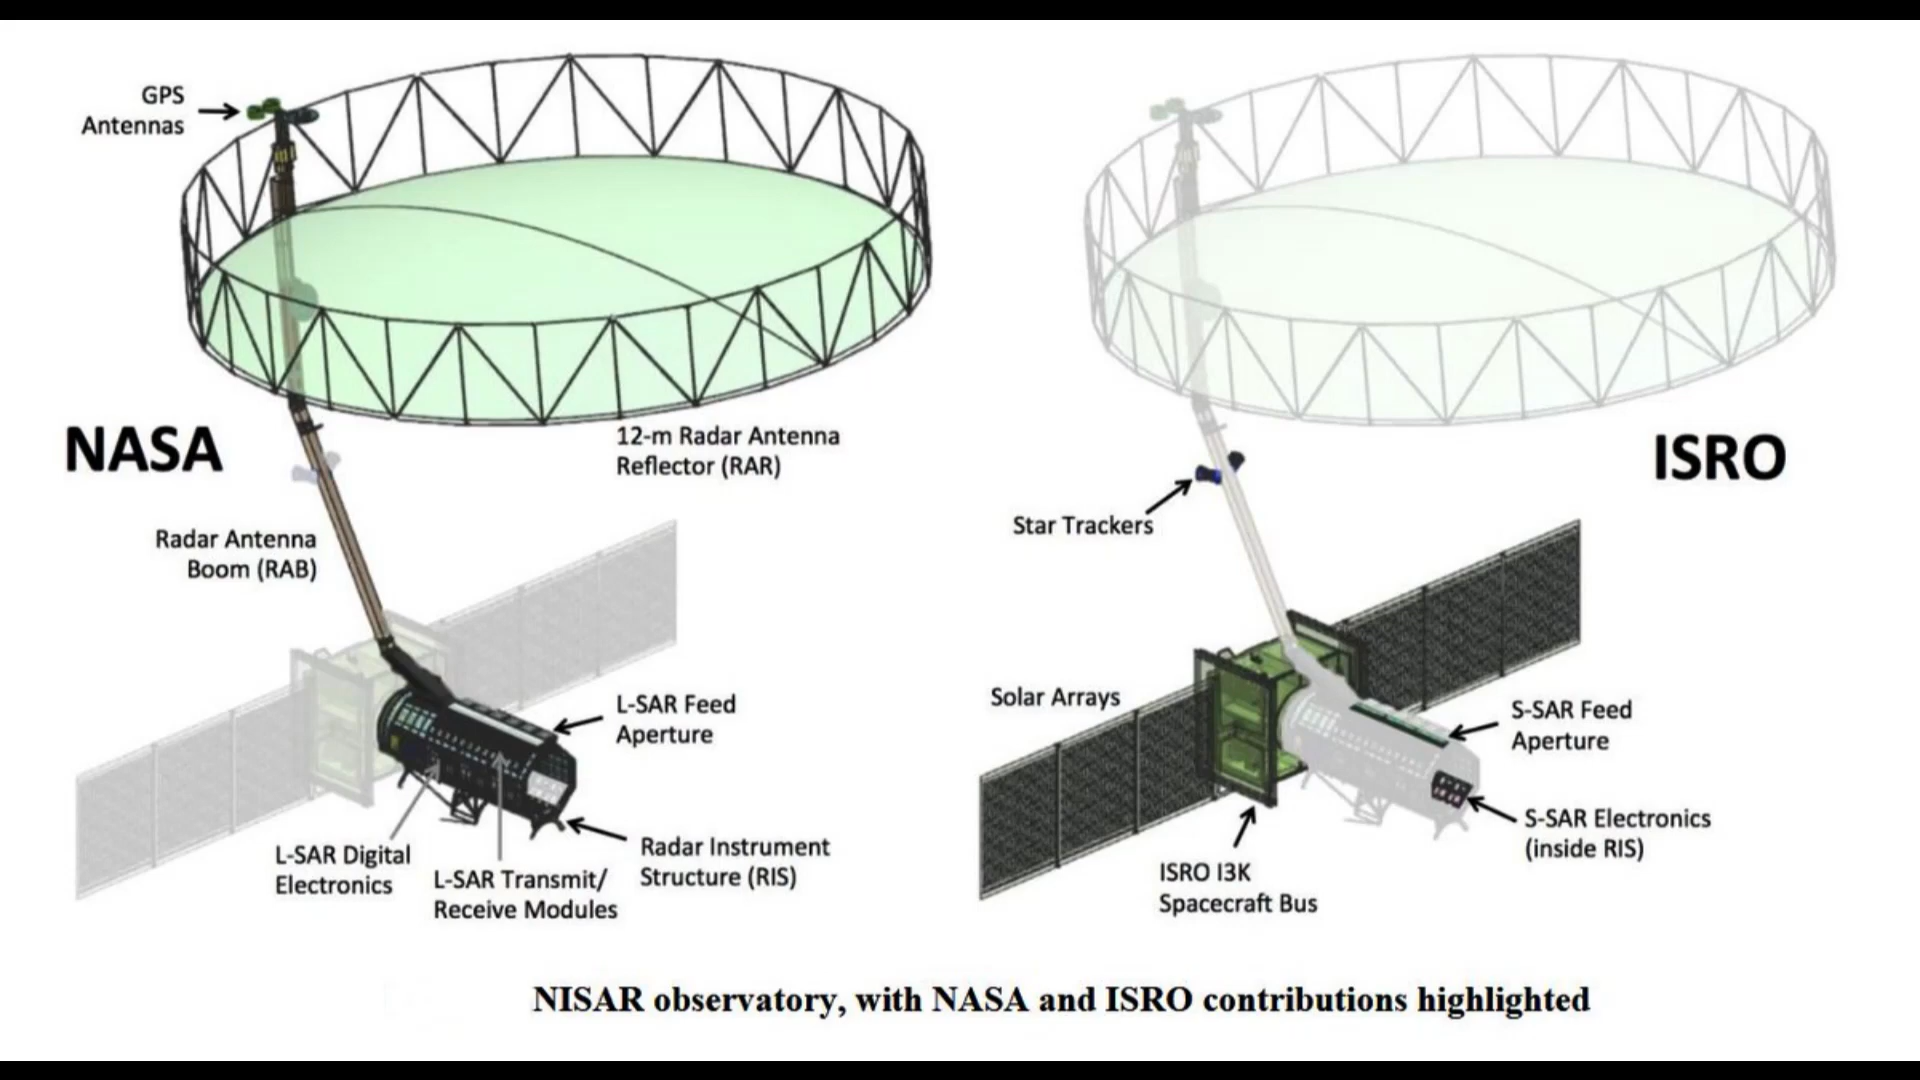 GPS
Antennas
NASA
12-m Radar Antenna
Reflector (RAR)
Radar Antenna
Boom (RAB)
L-SAR Feed
Aperture
L-SAR Digital
Electronics
L-SAR Transmit/
Receive Modules
Radar Instrument
Structure (RIS)
ISRO
Star Trackers
Solar Arrays
S-SAR Feed
Aperture
S-SAR Electronics
(inside RIS)
ISRO I3K
Spacecraft Bus
NISAR observatory, with NASA and ISRO contributions highlighted